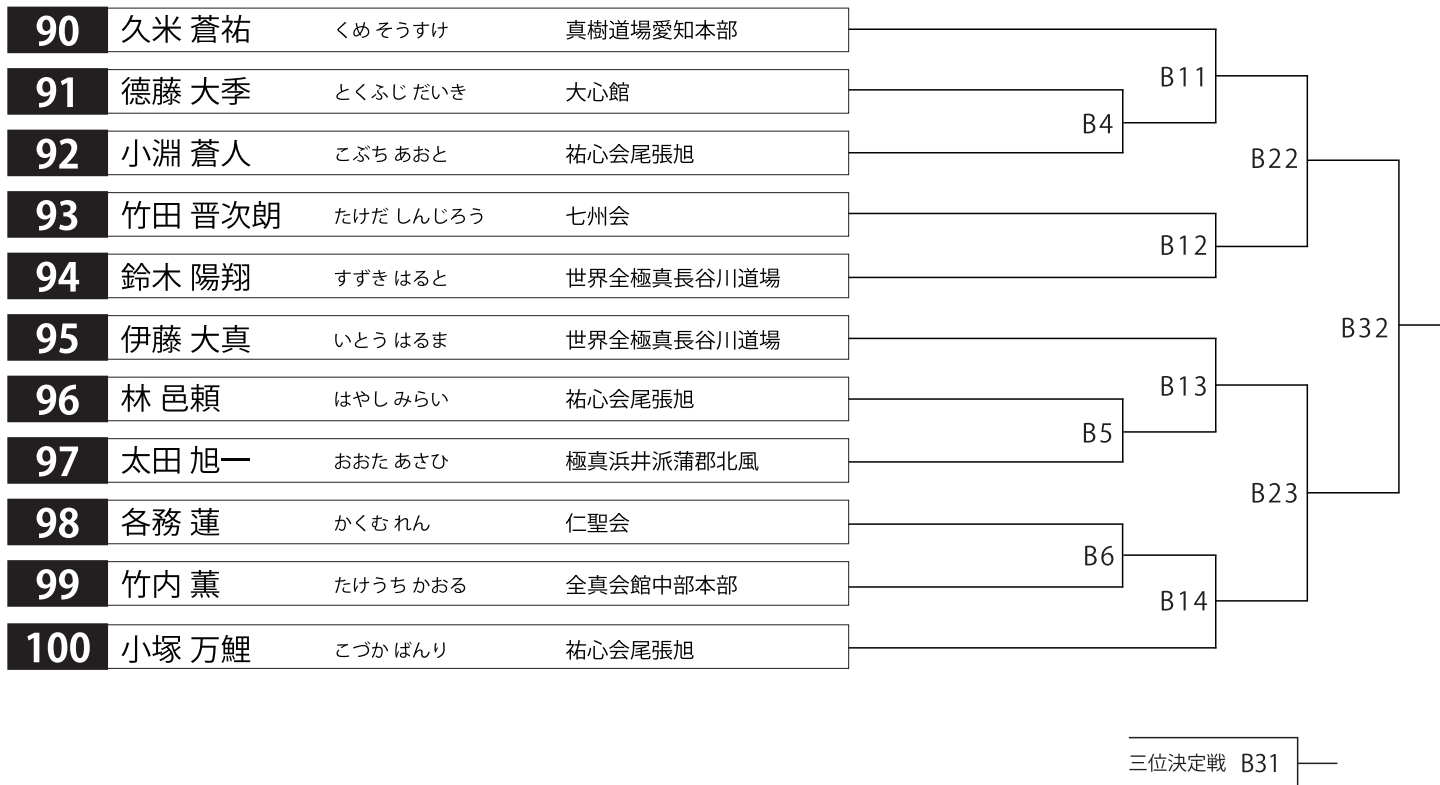 90 久米 蒼祐 くめ そうすけ 真樹道場愛知本部
91 德藤 大季 とくふじ だいき 大心館
92 小淵 蒼人 こぶち あおと 祐心会尾張旭
93 竹田 晋次朗 たけだ しんじろう 七州会
94 鈴木 陽翔 すずき はると 世界全極真長谷川道場
95 伊藤 大真 いとう はるま 世界全極真長谷川道場
96 林 邑頼 はやし みらい 祐心会尾張旭
97 太田 旭一 おおた あさひ 極真浜井派蒲郡北風
98 各務 蓮 かくむ れん 仁聖会
99 竹内 薫 たけうち かおる 全真会館中部本部
100 小塚 万鯉 こづか ばんり 祐心会尾張旭
B4
B5
B6
B11
B12
B13
B14
B22
B23
B32
三位決定戦 B31